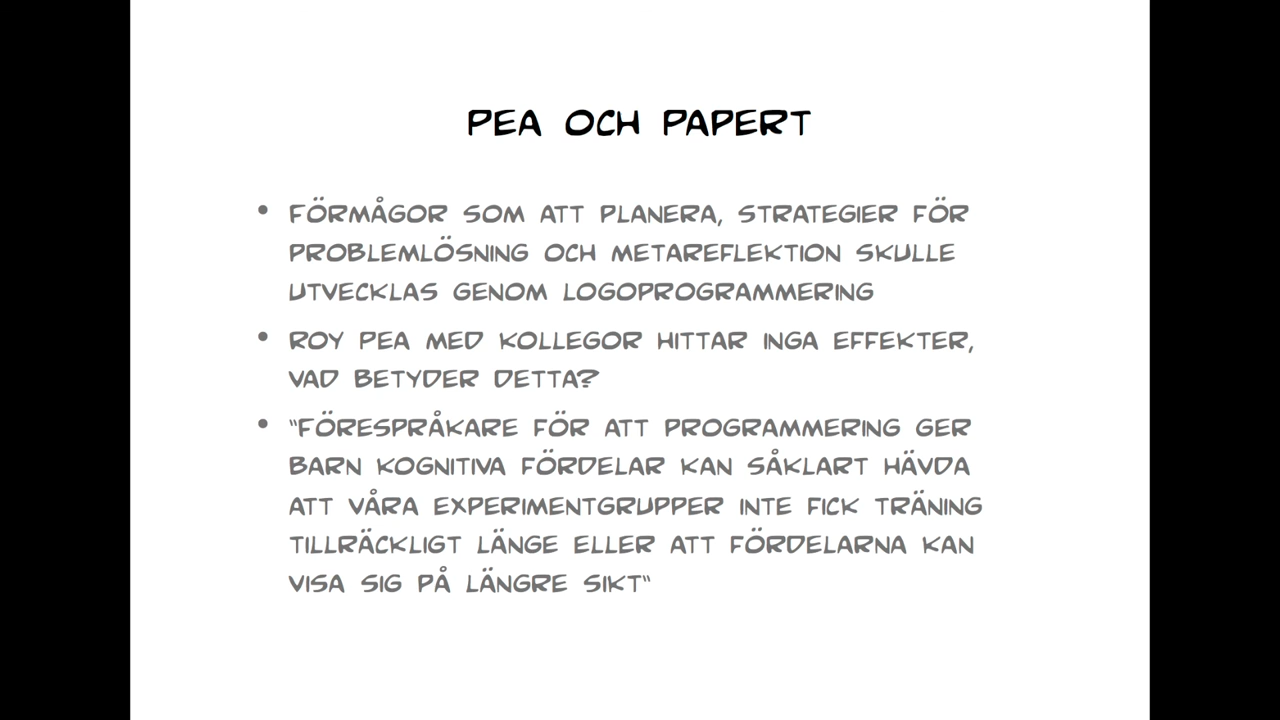 PEA OCH PAPERT
• FÖRMÅGOR SOM ATT PLANERA, STRATEGIER FÖR
PROBLEMLÖSNING OCH METAREFLEKTION SKULLE
UTVECKLAS GENOM LOGOPROGRAMMERING
• ROY PEA MED KOLLEGOR HITTAR INGA EFFEKTER,
VAD BETYDER DETTA?
• “FÖRESPRÅKARE FÖR ATT PROGRAMMERING GER
BARN KOGNITIVA FÖRDELAR KAN SÅKLART HÄVDA
ATT VÅRA EXPERIMENTGRUPPER INTE FICK TRÄNING
TILLRÄCKLIGT LÄNGE ELLER ATT FÖRDELARNA KAN
VISA SIG PÅ LÄNGRE SIKT“